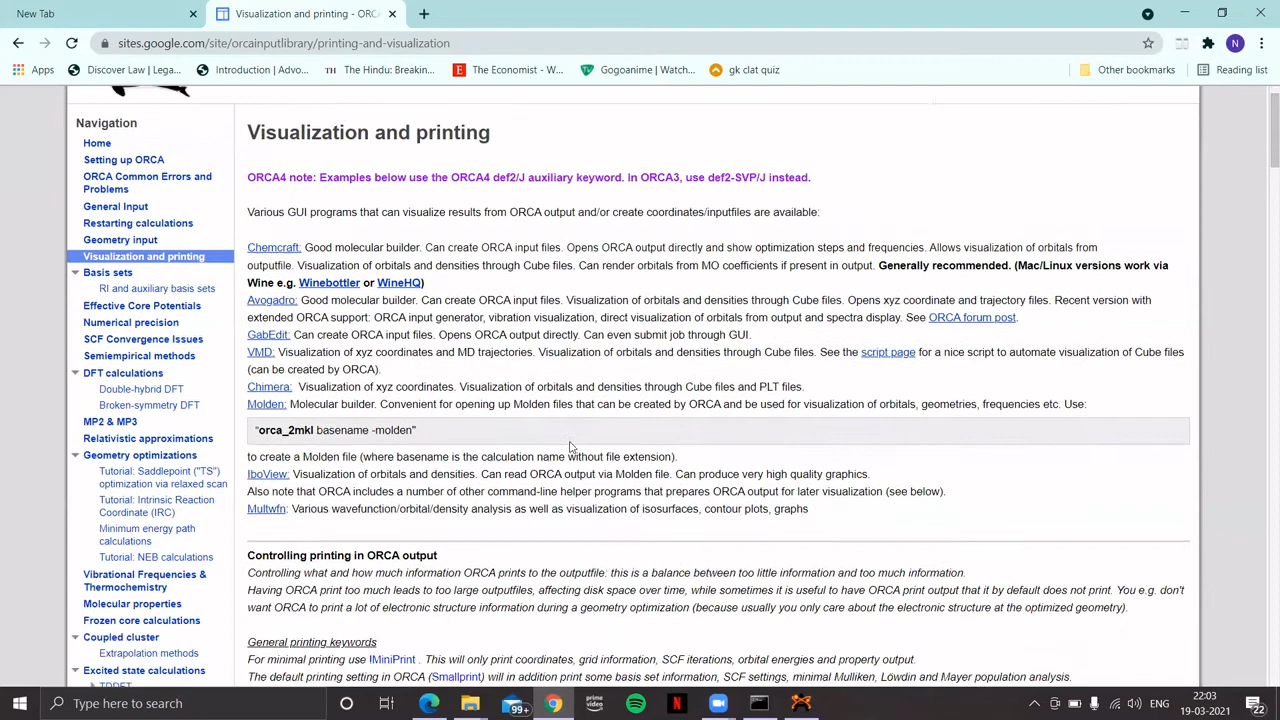 New Tab
Visualization and printing - ORC
sites.google.com/site/orcainputlibrary/printing-and-visualization
N
Apps
Discover Law | Lega...
Introduction | Advo...
TH The Hindu: Breakin...
The Economist - W...
Gogoanime | Watch...
gk clat quiz
Other bookmarks
Reading list
Navigation
Home
Setting up ORCA
ORCA Common Errors and
Problems
General Input
Restarting calculations
Geometry input
Visualization and printing
Basis sets
RI and auxiliary basis sets
Effective Core Potentials
Numerical precision
SCF Convergence Issues
Semiempirical methods
DFT calculations
Double-hybrid DFT
Broken-symmetry DFT
MP2 & MP3
Relativistic approximations
Geometry optimizations
Tutorial: Saddlepoint ("TS")
optimization via relaxed scan
Tutorial: Intrinsic Reaction
Coordinate (IRC)
Minimum energy path
calculations
Tutorial: NEB calculations
Vibrational Frequencies &
Thermochemistry
Molecular properties
Frozen core calculations
Coupled cluster
Extrapolation methods
Excited state calculations
TDDFT
Visualization and printing
ORCA4 note: Examples below use the ORCA4 def2/J auxiliary keyword. In ORCA3, use def2-SVP/J instead.
Various GUI programs that can visualize results from ORCA output and/or create coordinates/inputfiles are available:
Chemcraft: Good molecular builder. Can create ORCA input files. Opens ORCA output directly and show optimization steps and frequencies. Allows visualization of orbitals from
outputfile. Visualization of orbitals and densities through Cube files. Can render orbitals from MO coefficients if present in output. Generally recommended. (Mac/Linux versions work via
Wine e.g. Winebottler or WineHQ)
Avogadro: Good molecular builder. Can create ORCA input files. Visualization of orbitals and densities through Cube files. Opens xyz coordinate and trajectory files. Recent version with
extended ORCA support: ORCA input generator, vibration visualization, direct visualization of orbitals from output and spectra display. See ORCA forum post.
GabEdit: Can create ORCA input files. Opens ORCA output directly. Can even submit job through GUI.
VMD: Visualization of xyz coordinates and MD trajectories. Visualization of orbitals and densities through Cube files. See the script page for a nice script to automate visualization of Cube files
(can be created by ORCA).
Chimera: Visualization of xyz coordinates. Visualization of orbitals and densities through Cube files and PLT files.
Molden: Molecular builder. Convenient for opening up Molden files that can be created by ORCA and be used for visualization of orbitals, geometries, frequencies etc. Use:
"orca_2mkl basename -molden"
to create a Molden file (where basename is the calculation name without file extension).
IboView: Visualization of orbitals and densities. Can read ORCA output via Molden file. Can produce very high quality graphics.
Also note that ORCA includes a number of other command-line helper programs that prepares ORCA output for later visualization (see below).
Multwfn: Various wavefunction/orbital/density analysis as well as visualization of isosurfaces, contour plots, graphs
Controlling printing in ORCA output
Controlling what and how much information ORCA prints to the outputfile: this is a balance between too little information and too much information.
Having ORCA print too much leads to too large outputfiles, affecting disk space over time, while sometimes it is useful to have ORCA print output that it by default does not print. You e.g. don't
want ORCA to print a lot of electronic structure information during a geometry optimization (because usually you only care about the electronic structure at the optimized geometry).
General printing keywords
For minimal printing use !MiniPrint . This will only print coordinates, grid information, SCF iterations, orbital energies and property output.
The default printing setting in ORCA (Smallprint) will in addition print some basis set information, SCF settings, minimal Mulliken, Löwdin and Mayer population analysis.
Type here to search
99+
prime video
N
ENG
22:03
19-03-2021
22